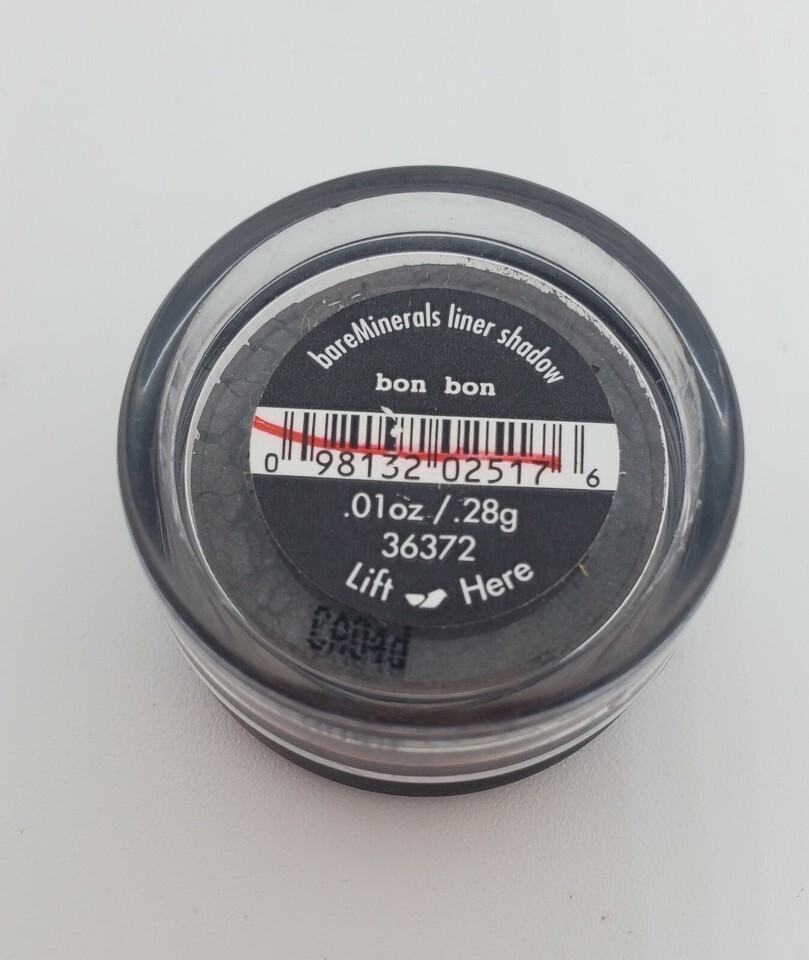 bareMinerals liner shadow
bon bon
0 98132 02517 6
.01oz/.28g
36372
Lift Here